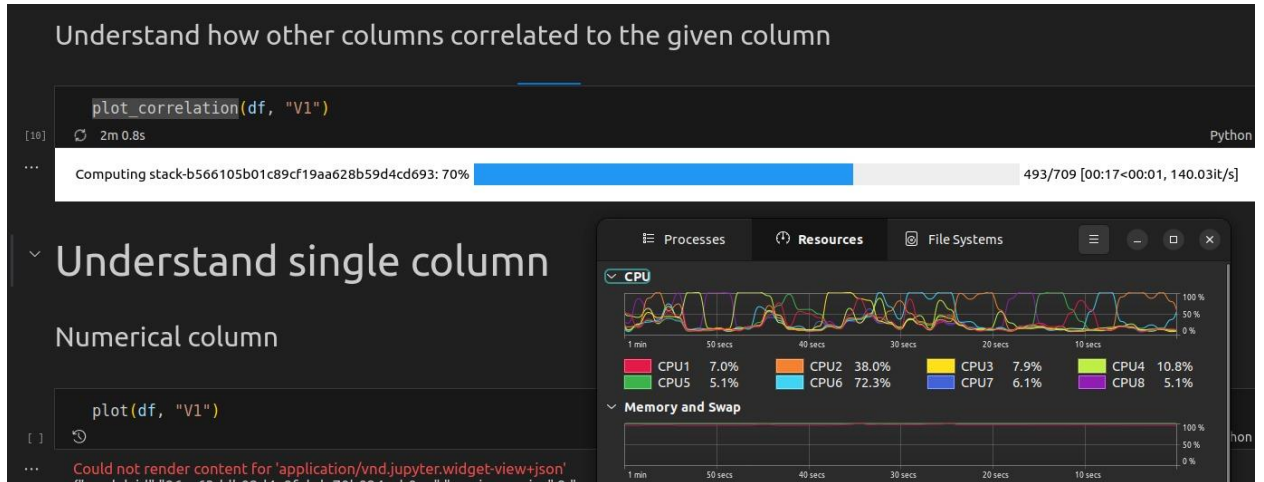 Understand how other columns correlated to the given column
plot_correlation(df, "V1")
[10]
2m 0.8s
Python
...
Computing stack-b566105b01c89cf19aa628b59d4cd693: 70%
493/709 [00:17<00:01, 140.03it/s]
Understand single column
Processes
Resources
File Systems
CPU
100 %
50 %
0 %
1 min 50 secs 40 secs 30 secs 20 secs 10 secs
CPU1 7.0% CPU2 38.0% CPU3 7.9% CPU4 10.8%
CPU5 5.1% CPU6 72.3% CPU7 6.1% CPU8 5.1%
Numerical column
Memory and Swap
100 %
50 %
0 %
1 min 50 secs 40 secs 30 secs 20 secs 10 secs
plot(df, "V1")
[ ]
hon
...
Could not render content for 'application/vnd.jupyter.widget-view+json'